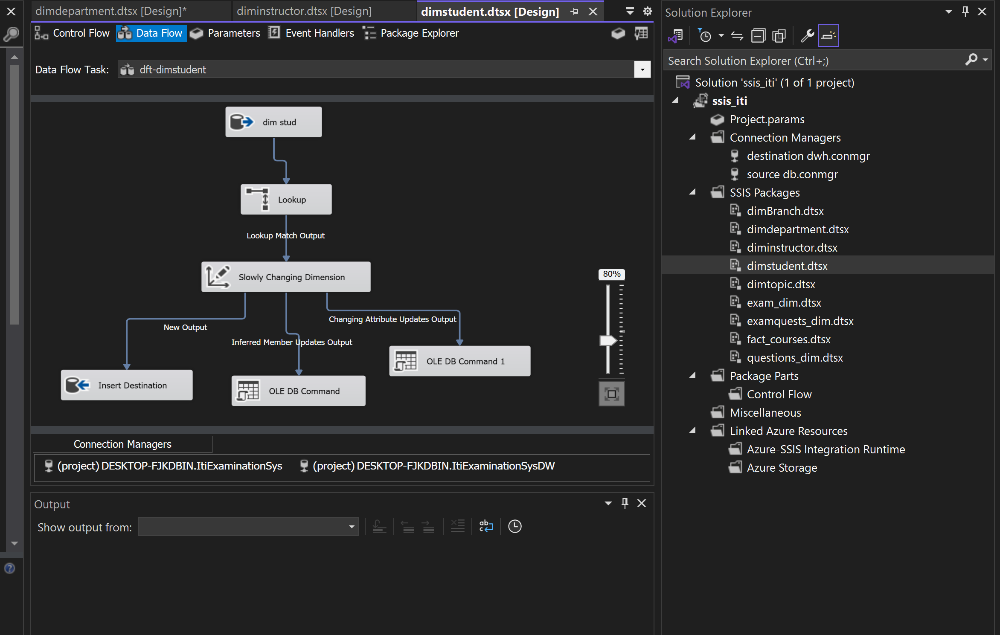 dimdepartment.dtsx [Design]*
diminstructor.dtsx [Design]
dimstudent.dtsx [Design]
Control Flow
Data Flow
Parameters
Event Handlers
Package Explorer
Data Flow Task:
dft-dimstudent
dim stud
Lookup
Lookup Match Output
Slowly Changing Dimension
New Output
Inferred Member Updates Output
Changing Attribute Updates Output
Insert Destination
OLE DB Command
OLE DB Command 1
80%
Connection Managers
(project) DESKTOP-FJKDBIN.ItiExaminationSys
(project) DESKTOP-FJKDBIN.ItiExaminationSysDW
Output
Show output from:
Solution Explorer
Search Solution Explorer (Ctrl+;)
Solution 'ssis_iti' (1 of 1 project)
ssis_iti
Project.params
Connection Managers
destination dwh.conmgr
source db.conmgr
SSIS Packages
dimBranch.dtsx
dimdepartment.dtsx
diminstructor.dtsx
dimstudent.dtsx
dimtopic.dtsx
exam_dim.dtsx
examquests_dim.dtsx
fact_courses.dtsx
questions_dim.dtsx
Package Parts
Control Flow
Miscellaneous
Linked Azure Resources
Azure-SSIS Integration Runtime
Azure Storage